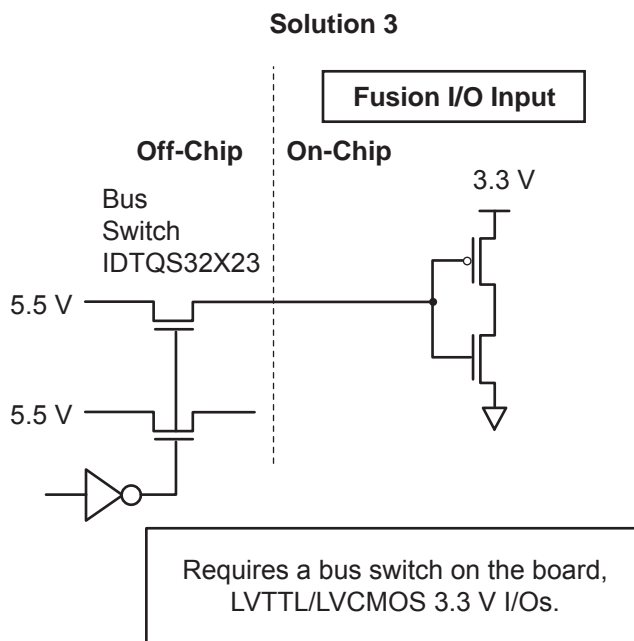 Solution 3
Fusion I/O Input
Off-Chip
On-Chip
3.3 V
Bus
Switch
IDTQS32X23
5.5 V
5.5 V
Requires a bus switch on the board,
LVTTL/LVCMOS 3.3 V I/Os.